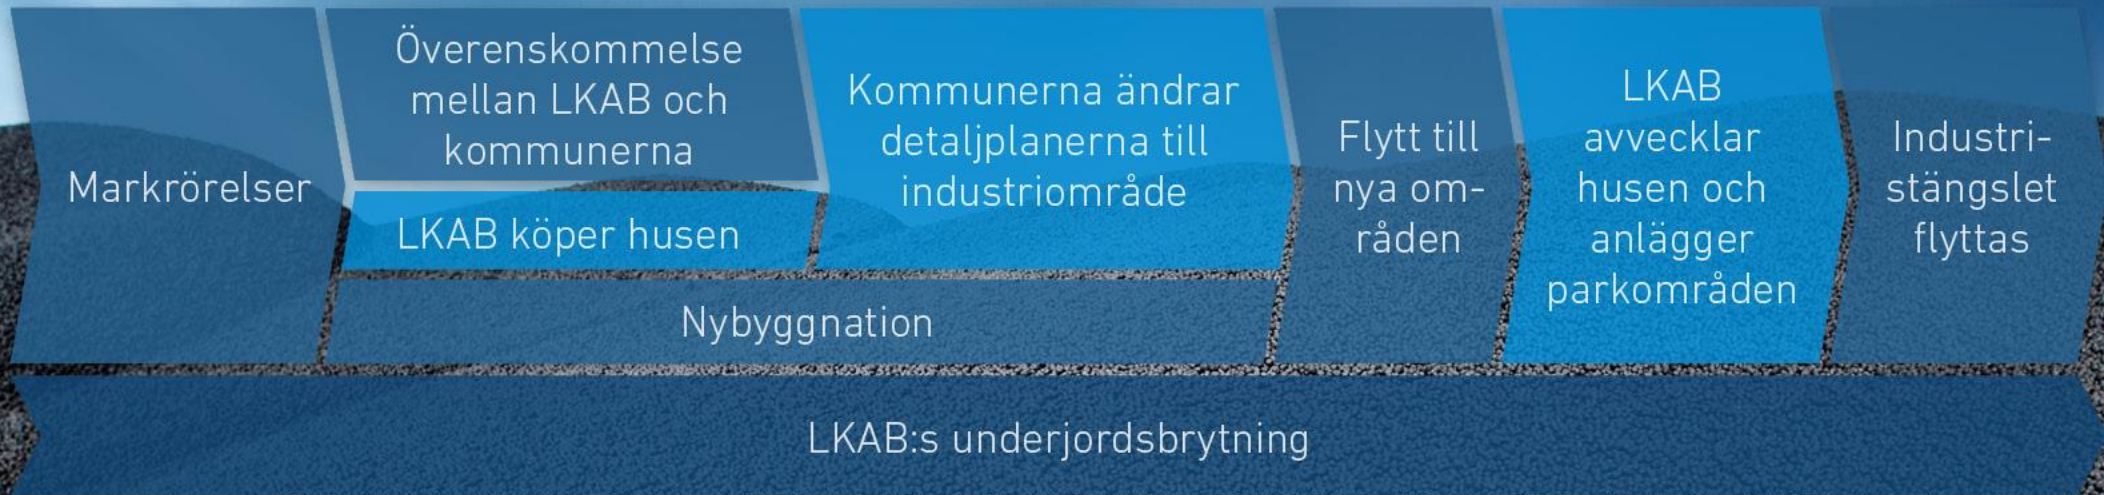 Markrörelser
Överenskommelse
mellan LKAB och
kommunerna
LKAB köper husen
Kommunerna ändrar
detaljplanerna till
industriområde
Nybyggnation
Flytt till
nya om-
råden
LKAB
avvecklar
husen och
anlägger
parkområden
Industri-
stängslet
flyttas
LKAB:s underjordsbrytning